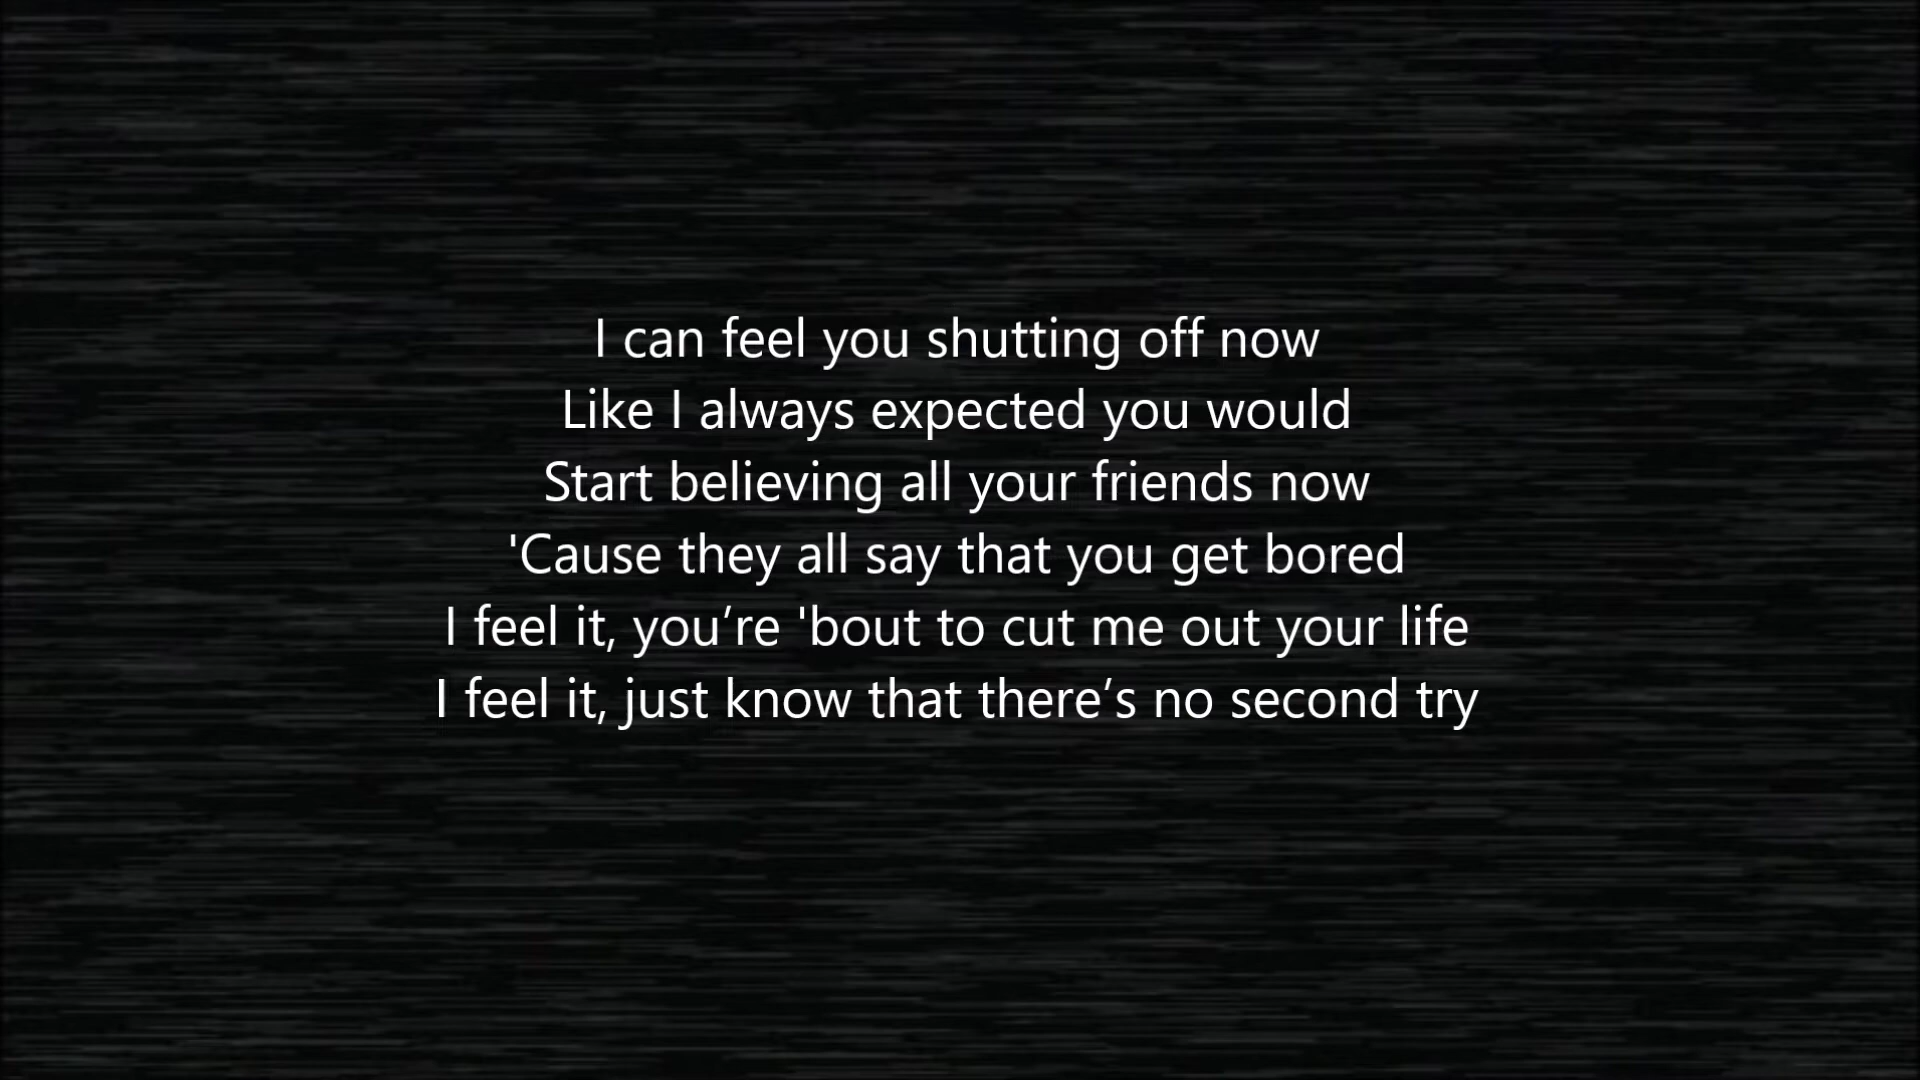 I can feel you shutting off now
Like I always expected you would
Start believing all your friends now
'Cause they all say that you get bored
I feel it, you’re 'bout to cut me out your life
I feel it, just know that there’s no second try